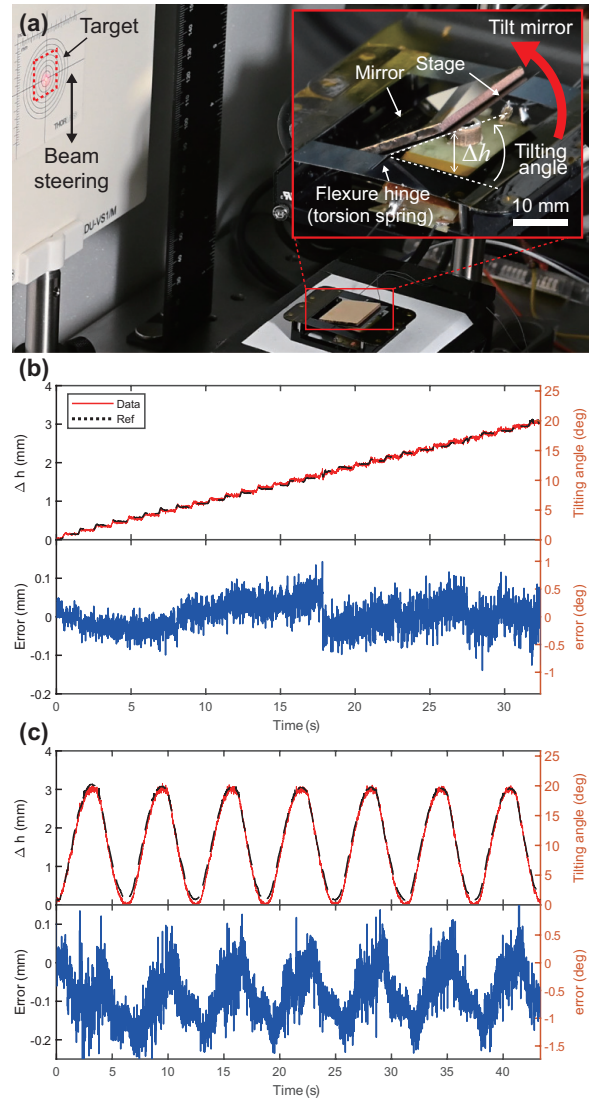 (a)
Target
Beam
steering
THOR
DU-VS1/M
Tilt mirror
Mirror
Stage
Δh
Tilting
angle
Flexure hinge
(torsion spring)
10 mm
(b)
Data
Ref
Δ h (mm)
4
3
2
1
0
Tilting angle (deg)
20
15
10
5
0
Error (mm)
0.1
0
-0.1
-0.2
error (deg)
1
0.5
0
-0.5
-1
0 5 10 15 20 25 30
Time (s)
(c)
Δ h (mm)
4
3
2
1
0
Tilting angle (deg)
25
20
15
10
5
0
Error (mm)
0.1
0
-0.1
-0.2
error (deg)
0.5
0
-0.5
-1
-1.5
0 5 10 15 20 25 30 35 40
Time (s)